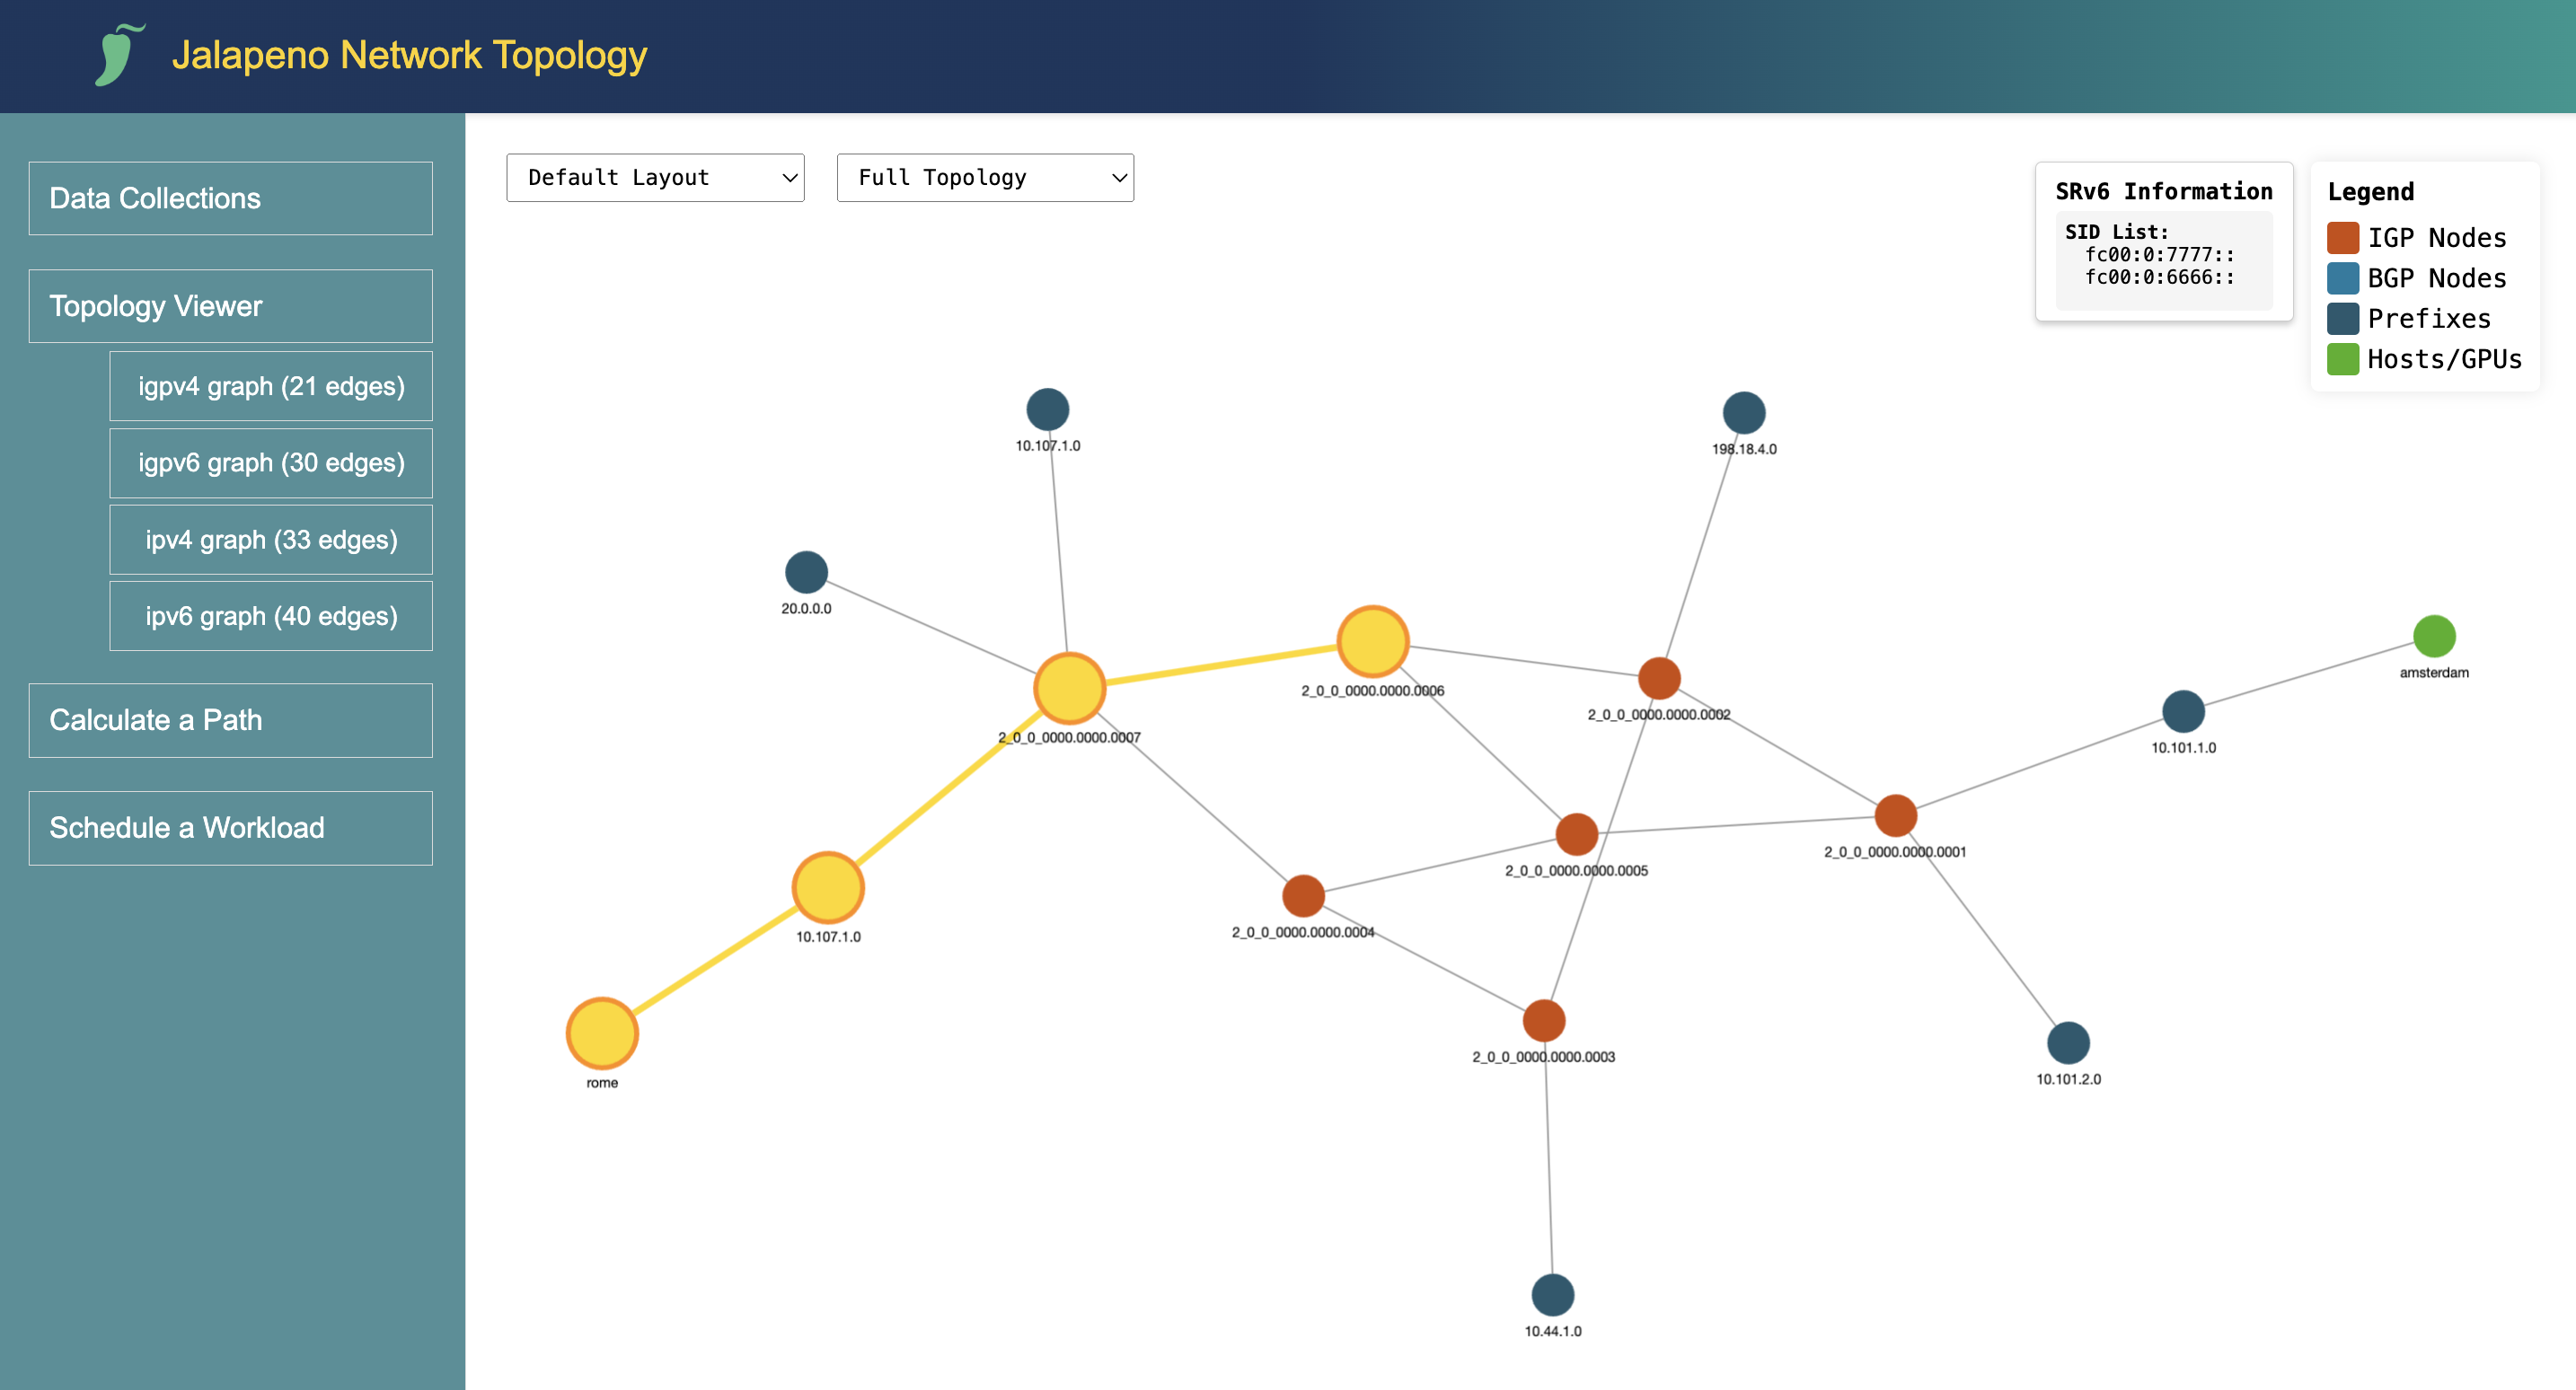 Jalapeno Network Topology
Data Collections
Topology Viewer
igpv4 graph (21 edges)
igpv6 graph (30 edges)
ipv4 graph (33 edges)
ipv6 graph (40 edges)
Calculate a Path
Schedule a Workload
Default Layout
Full Topology
SRv6 Information
SID List:
fc00:0:7777::
fc00:0:6666::
Legend
IGP Nodes
BGP Nodes
Prefixes
Hosts/GPUs
10.107.1.0
198.18.4.0
20.0.0.0
2_0_0_0000.0000.0006
amsterdam
2_0_0_0000.0000.0002
2_0_0_0000.0000.0007
10.101.1.0
2_0_0_0000.0000.0001
2_0_0_0000.0000.0005
2_0_0_0000.0000.0004
10.107.1.0
2_0_0_0000.0000.0003
10.101.2.0
rome
10.44.1.0